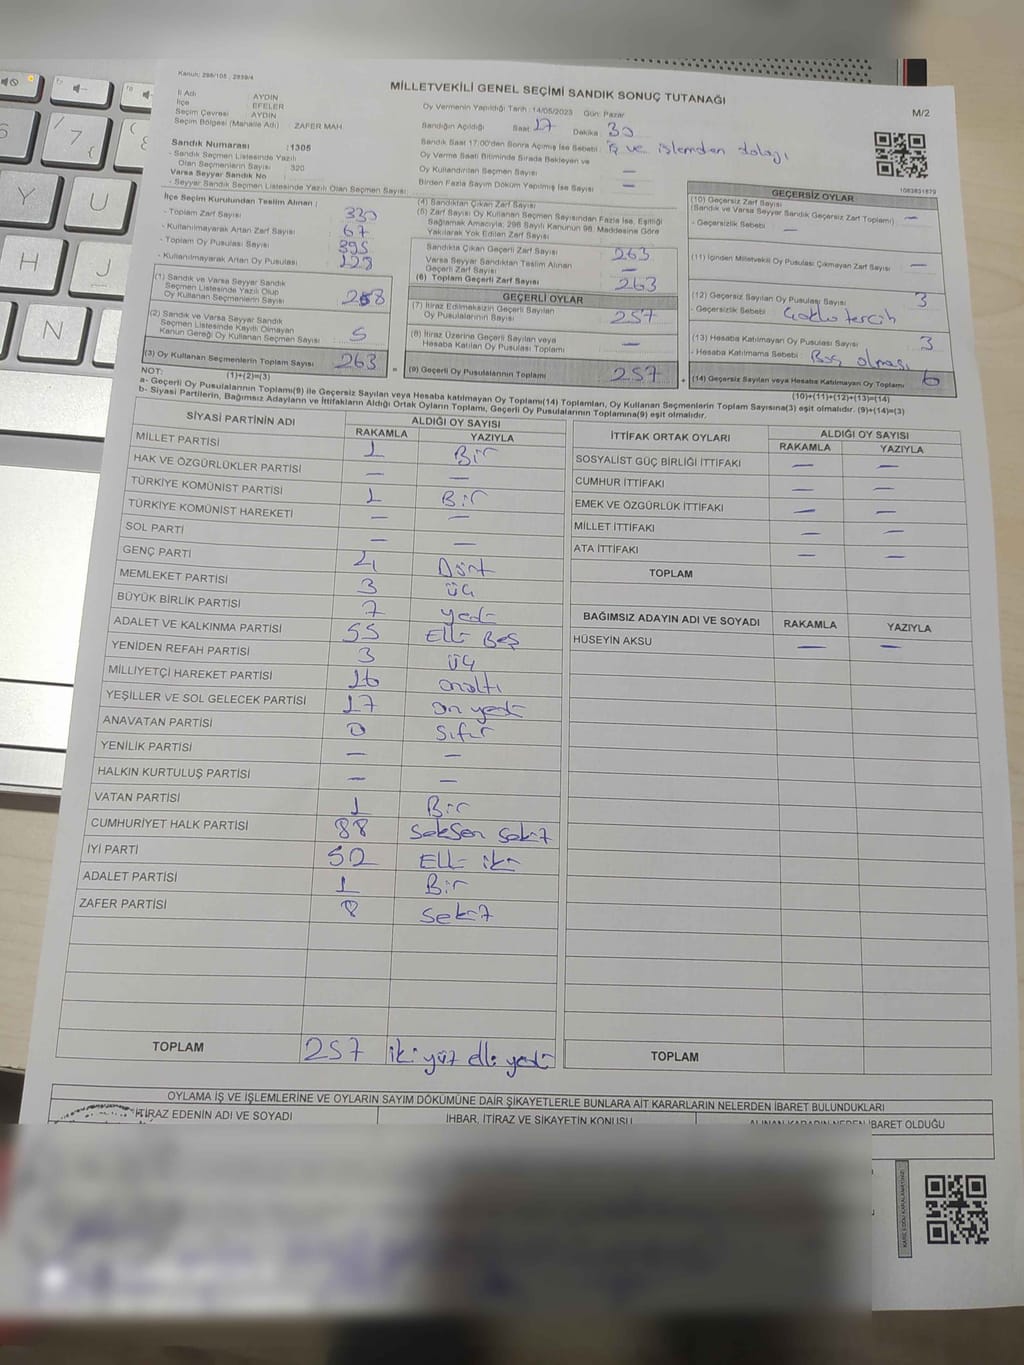 Kanun: 298/105, 2839/4
MİLLETVEKİLİ GENEL SEÇİMİ SANDIK SONUÇ TUTANAĞI
M/2
İl Adı : AYDIN
İlçe : EFELER
Seçim Çevresi : AYDIN
Seçim Bölgesi (Mahalle Adı) : ZAFER MAH.
Oy Vermenin Yapıldığı Tarih : 14/05/2023 Gün: Pazar
Sandığın Açıldığı Saat 17 Dakika : 30
Sandık Saat 17.00'den Sonra Açılmış İse Sebebi : iş ve işlemden dolayı
Oy Verme Saati Bitiminde Sırada Bekleyen ve
Oy Kullandırılan Seçmen Sayısı : —
Birden Fazla Sayım Döküm Yapılmış İse Sayısı : —
1083831879
Sandık Numarası : 1305
- Sandık Seçmen Listesinde Yazılı
Olan Seçmenlerin Sayısı : 320
Varsa Seyyar Sandık No :
- Seyyar Sandık Seçmen Listesinde Yazılı Olan Seçmen Sayısı :
İlçe Seçim Kurulundan Teslim Alınan ;
- Toplam Zarf Sayısı : 330
- Kullanılmayarak Artan Zarf Sayısı : 67
- Toplam Oy Pusulası Sayısı : 395
- Kullanılmayarak Artan Oy Pusulası :
(1) Sandık ve Varsa Seyyar Sandık
Seçmen Listesinde Yazılı Olup
Oy Kullanan Seçmenlerin Sayısı 258
(2) Sandık ve Varsa Seyyar Sandık
Seçmen Listesinde Kayıtlı Olmayan
Kanun Gereği Oy Kullanan Seçmen Sayısı : 5
(3) Oy Kullanan Seçmenlerin Toplam Sayısı 263
(1)+(2)=(3)
(4) Sandıktan Çıkan Zarf Sayısı
(5) Zarf Sayısı Oy Kullanan Seçmen Sayısından Fazla İse, Eşitliği
Sağlamak Amacıyla; 298 Sayılı Kanunun 98. Maddesine Göre
Yakılarak Yok Edilen Zarf Sayısı
Sandıkta Çıkan Geçerli Zarf Sayısı 263
Varsa Seyyar Sandıktan Teslim Alınan
Geçerli Zarf Sayısı —
(6) Toplam Geçerli Zarf Sayısı 263
GEÇERLİ OYLAR
(7) İtiraz Edilmeksizin Geçerli Sayılan
Oy Pusulalarının Sayısı 257
(8) İtiraz Üzerine Geçerli Sayılan veya
Hesaba Katılan Oy Pusulası Toplamı —
= (9) Geçerli Oy Pusulalarının Toplamı 257 +
GEÇERSİZ OYLAR
(10) Geçersiz Zarf Sayısı
(Sandık ve Varsa Seyyar Sandık Geçersiz Zarf Toplamı) —
- Geçersizlik Sebebi : —
(11) İçinden Milletvekili Oy Pusulası Çıkmayan Zarf Sayısı : —
(12) Geçersiz Sayılan Oy Pusulası Sayısı : 3
- Geçersizlik Sebebi : Çoklu tercih
(13) Hesaba Katılmayan Oy Pusulası Sayısı : 3
- Hesaba Katılmama Sebebi : Boş olması
(14) Geçersiz Sayılan veya Hesaba Katılmayan Oy Toplamı 6
(10)+(11)+(12)+(13)=(14)
NOT:
a- Geçerli Oy Pusulalarının Toplamı(9) ile Geçersiz Sayılan veya Hesaba Katılmayan Oy Toplamı(14) Toplamları, Oy Kullanan Seçmenlerin Toplam Sayısına(3) eşit olmalıdır. (9)+(14)=(3)
b- Siyasi Partilerin, Bağımsız Adayların ve İttifakların Aldığı Ortak Oyların Toplamı, Geçerli Oy Pusulalarının Toplamına(9) eşit olmalıdır.
SİYASİ PARTİNİN ADI ALDIĞI OY SAYISI
RAKAMLA YAZIYLA
MİLLET PARTİSİ 1 Bir
HAK VE ÖZGÜRLÜKLER PARTİSİ — —
TÜRKİYE KOMÜNİST PARTİSİ 1 Bir
TÜRKİYE KOMÜNİST HAREKETİ — —
SOL PARTİ — —
GENÇ PARTİ 4 Dört
MEMLEKET PARTİSİ 3 üç
BÜYÜK BİRLİK PARTİSİ 7 yedi
ADALET VE KALKINMA PARTİSİ 55 Elli Beş
YENİDEN REFAH PARTİSİ 3 üç
MİLLİYETÇİ HAREKET PARTİSİ 16 onaltı
YEŞİLLER VE SOL GELECEK PARTİSİ 17 on yedi
ANAVATAN PARTİSİ 0 sıfır
YENİLİK PARTİSİ — —
HALKIN KURTULUŞ PARTİSİ — —
VATAN PARTİSİ 1 Bir
CUMHURİYET HALK PARTİSİ 88 seksen sekiz
İYİ PARTİ 52 Elli iki
ADALET PARTİSİ 1 Bir
ZAFER PARTİSİ 8 sekiz
TOPLAM 257 iki yüz elli yedi
İTTİFAK ORTAK OYLARI ALDIĞI OY SAYISI
RAKAMLA YAZIYLA
SOSYALİST GÜÇ BİRLİĞİ İTTİFAKI — —
CUMHUR İTTİFAKI — —
EMEK VE ÖZGÜRLÜK İTTİFAKI — —
MİLLET İTTİFAKI — —
ATA İTTİFAKI — —
TOPLAM
BAĞIMSIZ ADAYIN ADI VE SOYADI RAKAMLA YAZIYLA
HÜSEYİN AKSU — —
TOPLAM
OYLAMA İŞ VE İŞLEMLERİNE VE OYLARIN SAYIM DÖKÜMÜNE DAİR ŞİKAYETLERLE BUNLARA AİT KARARLARIN NELERDEN İBARET BULUNDUKLARI
İTİRAZ EDENİN ADI VE SOYADI
İHBAR, İTİRAZ VE ŞİKAYETİN KONUSU
ALINAN KARARIN NEDEN İBARET OLDUĞU
7
Y
U
H
J
N